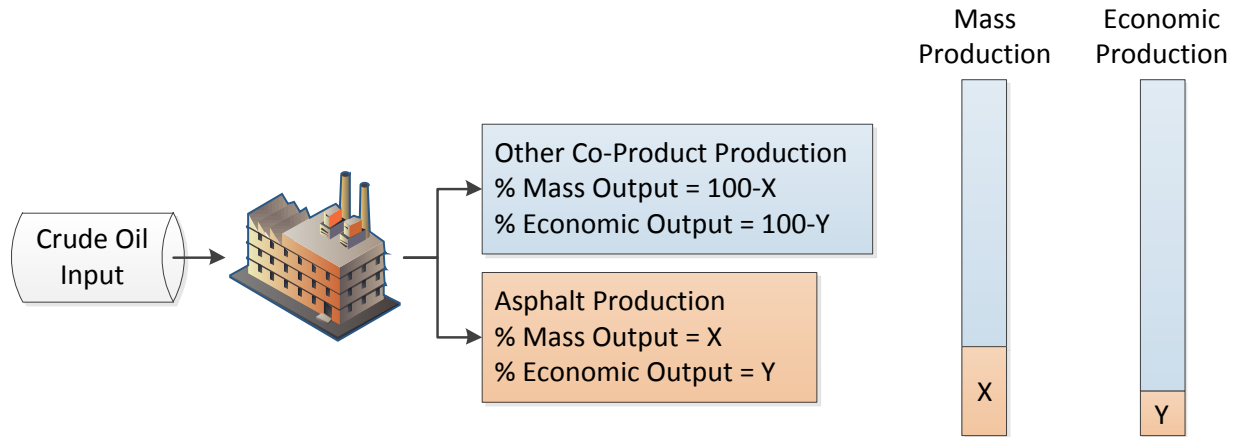 Crude Oil
Input
Other Co-Product Production
% Mass Output = 100-X
% Economic Output = 100-Y
Asphalt Production
% Mass Output = X
% Economic Output = Y
Mass
Production
X
Economic
Production
Y